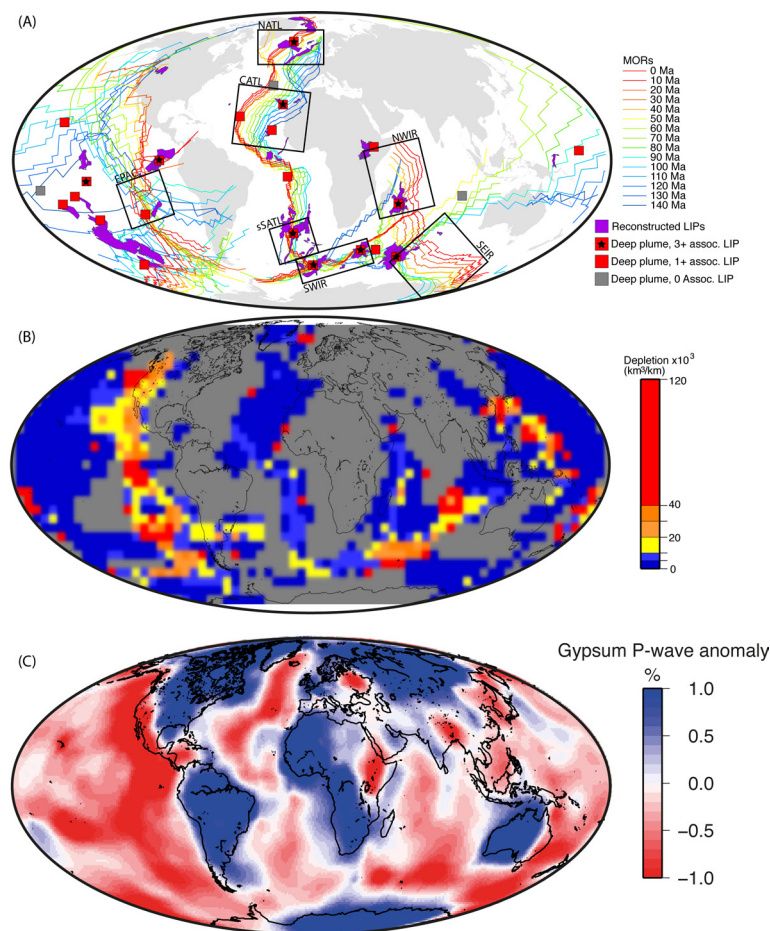 (A)
NATL
CATL
EPAC
NWIR
sSATL
SWIR
SEIR
MORs
0 Ma
10 Ma
20 Ma
30 Ma
40 Ma
50 Ma
60 Ma
70 Ma
80 Ma
90 Ma
100 Ma
110 Ma
120 Ma
130 Ma
140 Ma
Reconstructed LIPs
Deep plume, 3+ assoc. LIP
Deep plume, 1+ assoc. LIP
Deep plume, 0 Assoc. LIP
(B)
Depletion x10³
(km³/km)
120
40
20
0
(C)
Gypsum P-wave anomaly
%
1.0
0.5
0.0
−0.5
−1.0